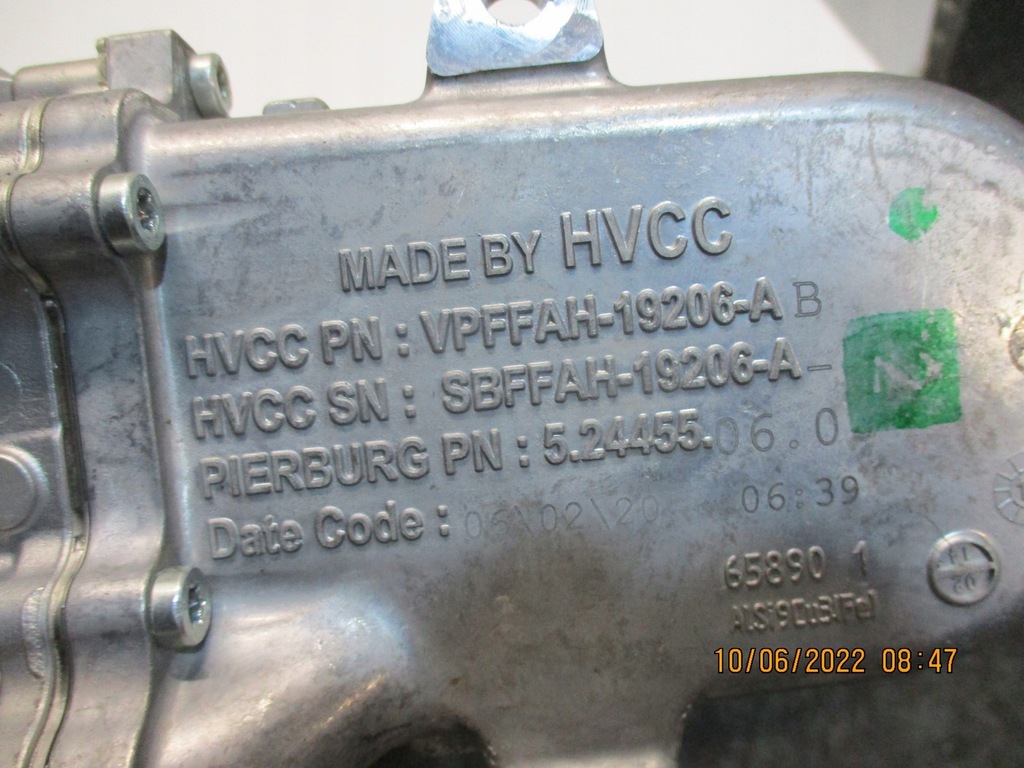 MADE BY HVCC
HVCC PN : VPFFAH-19206-A B
HVCC SN : SBFFAH-19206-A-
PIERBURG PN : 5.24455.06.0
Date Code : 06\02\20 06:39
65890 1
10/06/2022 08:47